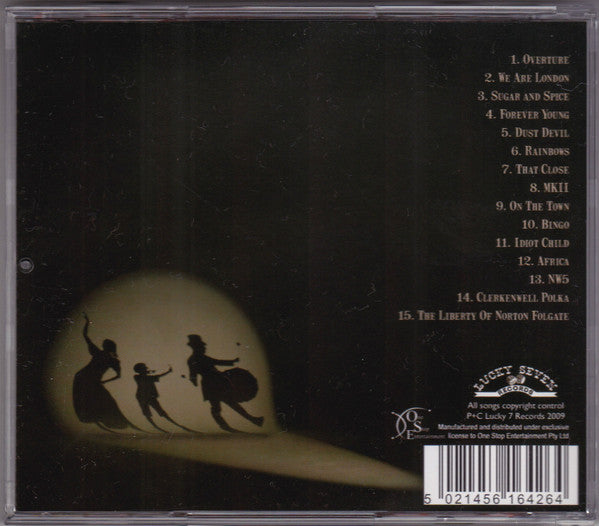 1. Overture
2. We Are London
3. Sugar and Spice
4. Forever Young
5. Dust Devil
6. Rainbows
7. That Close
8. MKII
9. On The Town
10. Bingo
11. Idiot Child
12. Africa
13. NW5
14. Clerkenwell Polka
15. The Liberty Of Norton Folgate
LUCKY SEVEN
RECORDS
All songs copyright control
P+C Lucky 7 Records 2009
Manufactured and distributed under exclusive
license to One Stop Entertainment Pty Ltd
One
Stop
Entertainment
5 021456 164264